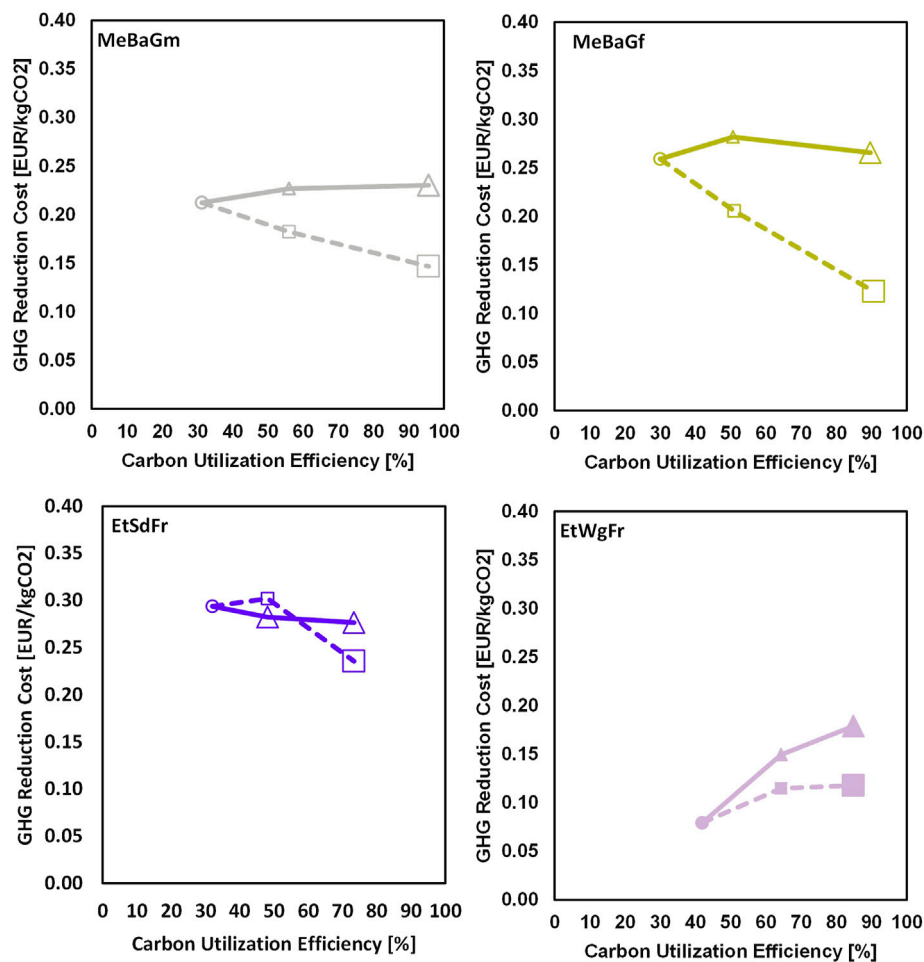 MeBaGm
GHG Reduction Cost [EUR/kgCO2]
0.40
0.35
0.30
0.25
0.20
0.15
0.10
0.05
0.00
0 10 20 30 40 50 60 70 80 90 100
Carbon Utilization Efficiency [%]
MeBaGf
GHG Reduction Cost [EUR/kgCO2]
0.40
0.35
0.30
0.25
0.20
0.15
0.10
0.05
0.00
0 10 20 30 40 50 60 70 80 90 100
Carbon Utilization Efficiency [%]
EtSdFr
GHG Reduction Cost [EUR/kgCO2]
0.40
0.35
0.30
0.25
0.20
0.15
0.10
0.05
0.00
0 10 20 30 40 50 60 70 80 90 100
Carbon Utilization Efficiency [%]
EtWgFr
GHG Reduction Cost [EUR/kgCO2]
0.40
0.35
0.30
0.25
0.20
0.15
0.10
0.05
0.00
0 10 20 30 40 50 60 70 80 90 100
Carbon Utilization Efficiency [%]